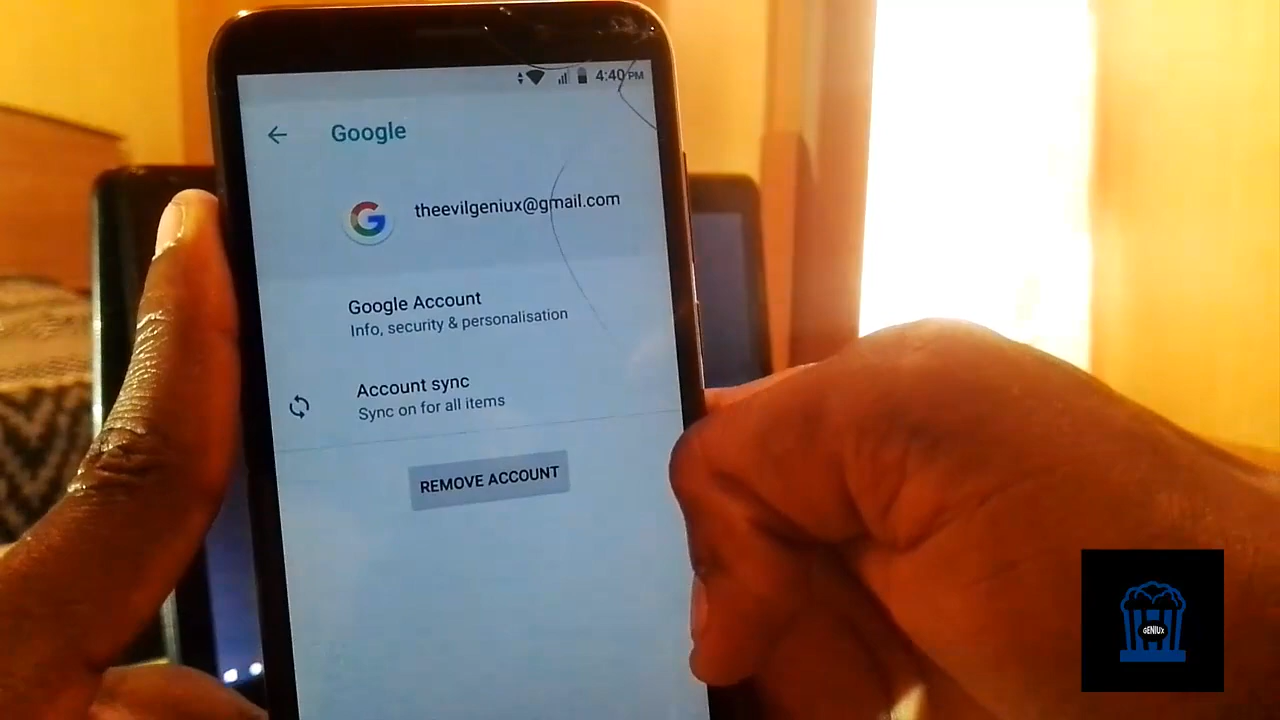 4:40 PM
Google
theevilgeniux@gmail.com
Google Account
Info, security & personalisation
Account sync
Sync on for all items
REMOVE ACCOUNT
GENIUx